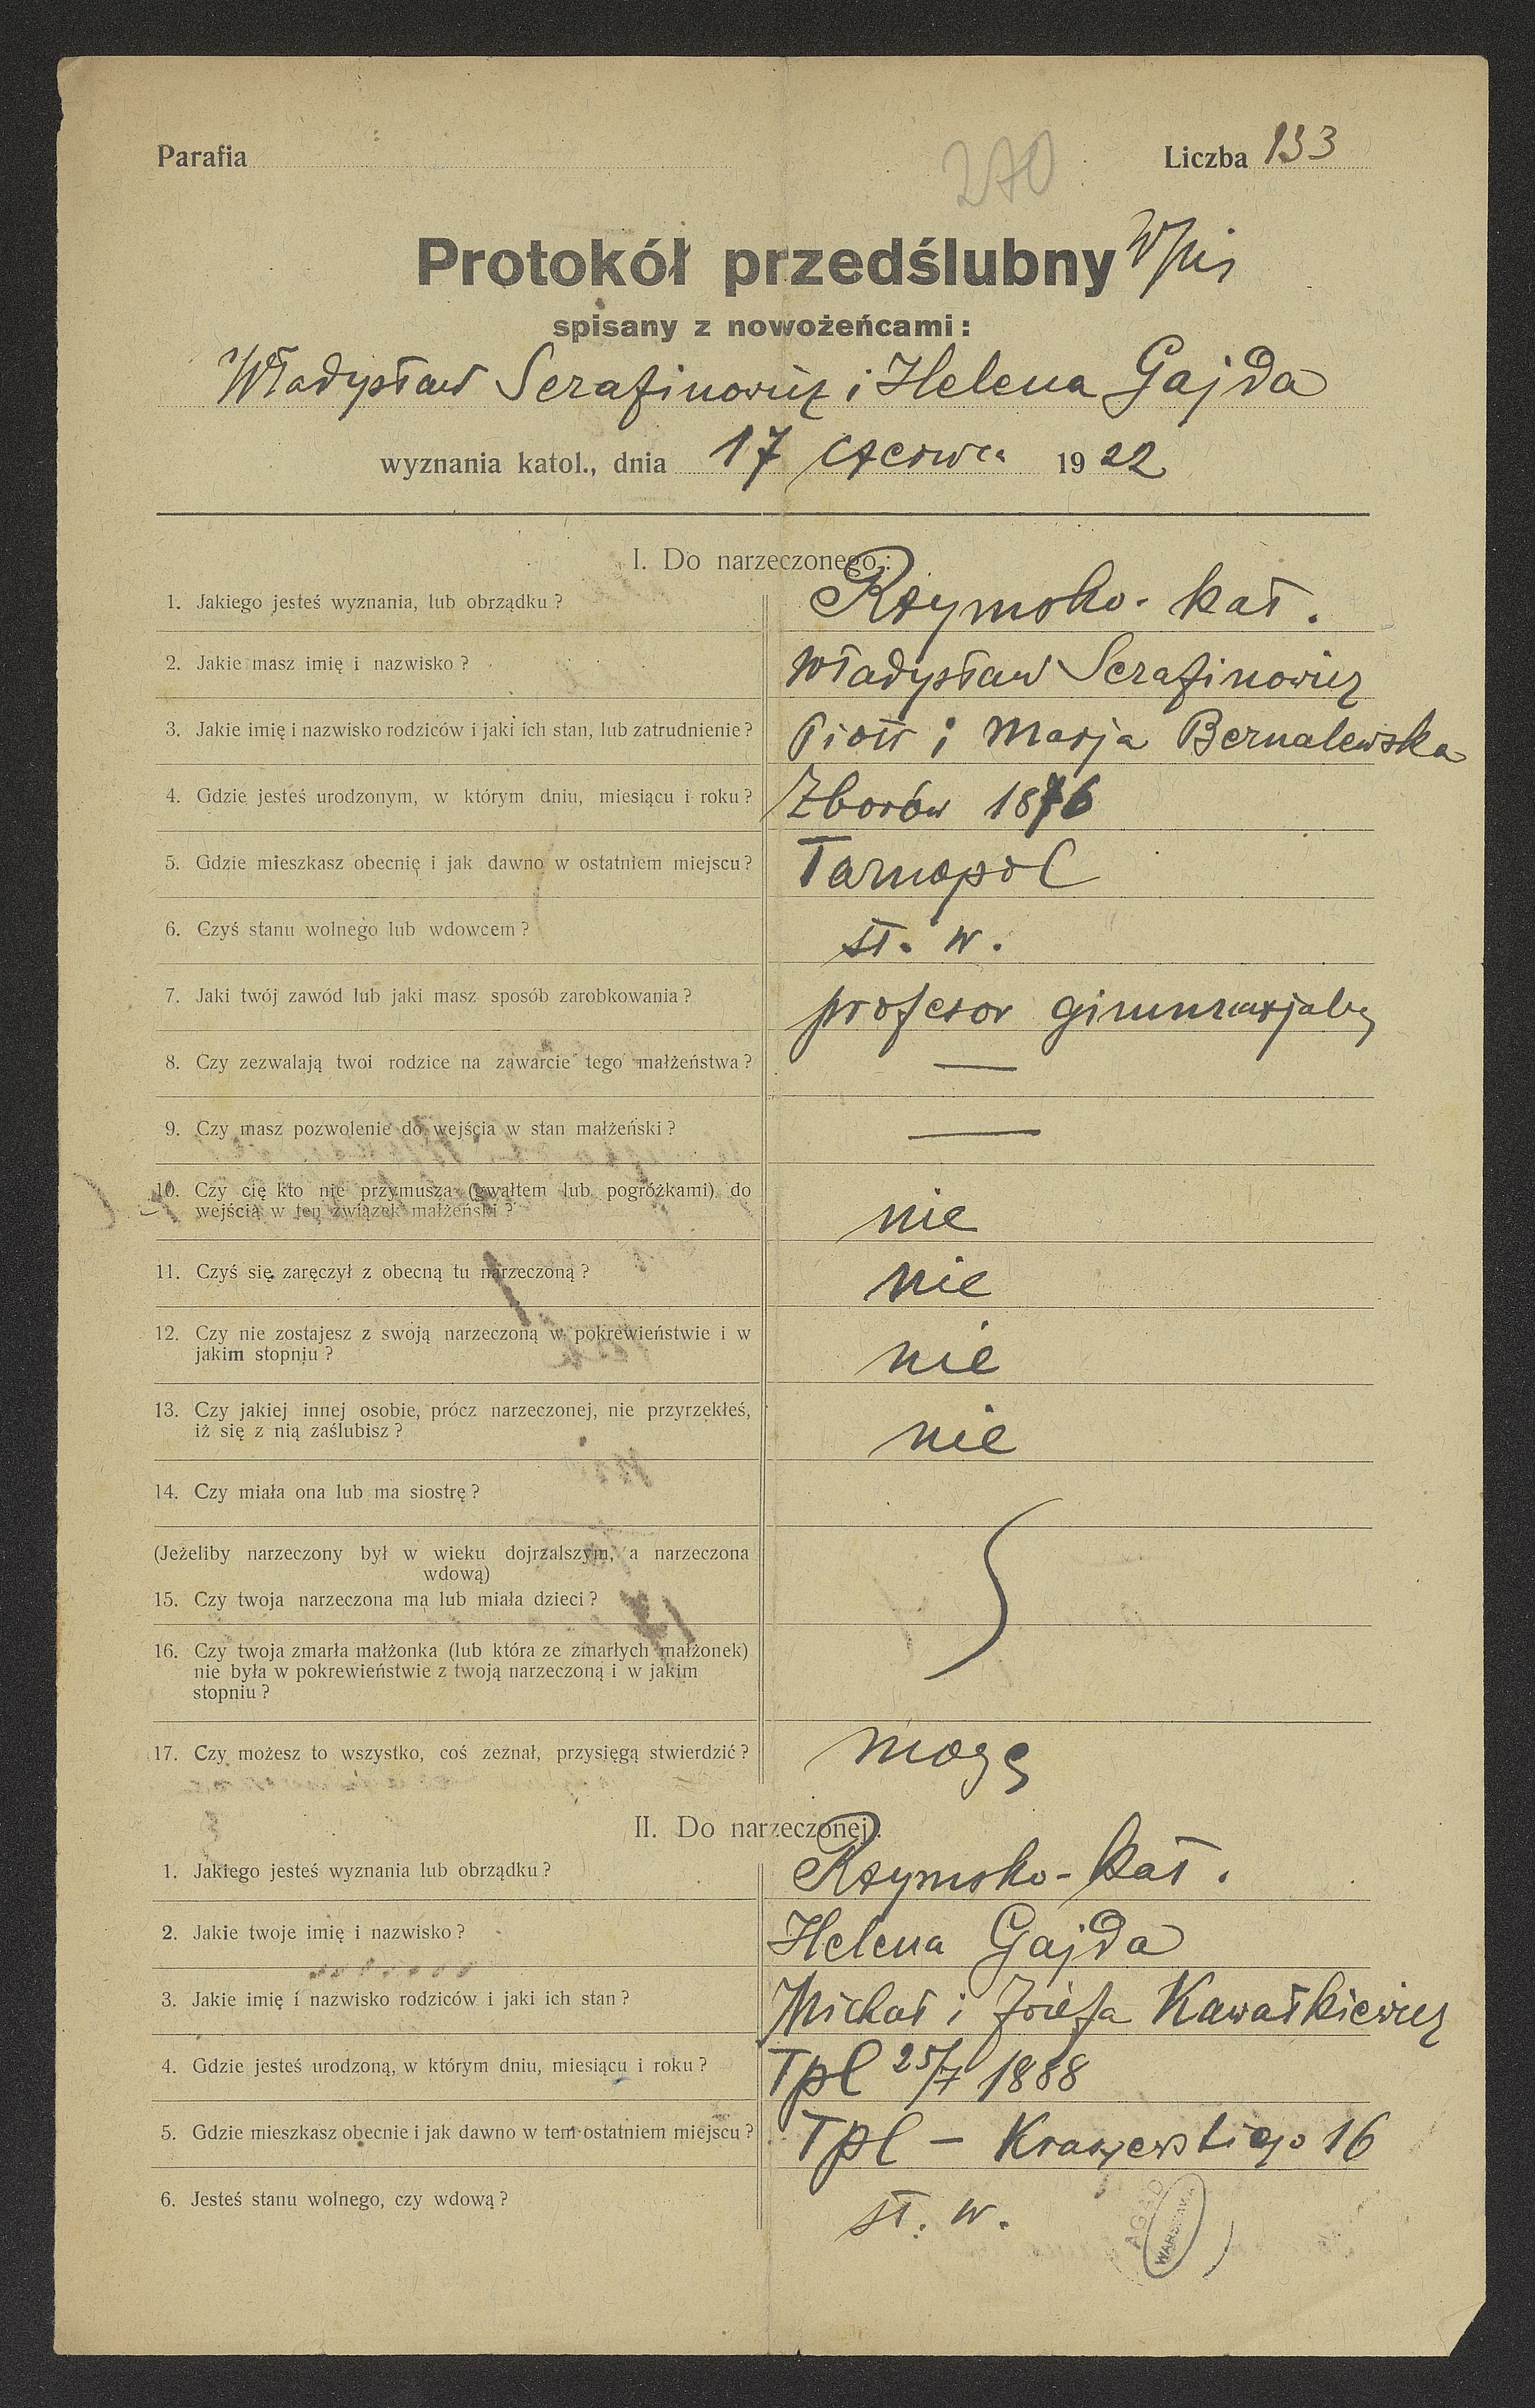 Parafia
270
Liczba 133
Protokół przedślubny Wpis
spisany z nowożeńcami:
Władysław Serafinowicz i Helena Gajda
wyznania katol., dnia 17 czerwca 1922
I. Do narzeczonego:
1. Jakiego jesteś wyznania, lub obrządku? Rzymsko-kat.
2. Jakie masz imię i nazwisko? Władysław Serafinowicz
3. Jakie imię i nazwisko rodziców i jaki ich stan, lub zatrudnienie? Piotr i Marja Bernalewska
4. Gdzie jesteś urodzonym, w którym dniu, miesiącu i roku? Zborów 1876
5. Gdzie mieszkasz obecnię i jak dawno w ostatniem miejscu? Tarnopol
6. Czyś stanu wolnego lub wdowcem? st. w.
7. Jaki twój zawód lub jaki masz sposób zarobkowania? profesor gimnazjalny
8. Czy zezwalają twoi rodzice na zawarcie tego małżeństwa? —
9. Czy masz pozwolenie do wejścia w stan małżeński? —
10. Czy cię kto nie przymusza (gwałtem lub pogróżkami) do
wejścia w ten związek małżeński? nie
11. Czyś się zaręczył z obecną tu narzeczoną? nie
12. Czy nie zostajesz z swoją narzeczoną w pokrewieństwie i w
jakim stopniu? nie
13. Czy jakiej innej osobie, prócz narzeczonej, nie przyrzekłeś,
iż się z nią zaślubisz? nie
14. Czy miała ona lub ma siostrę?
(Jeżeliby narzeczony był w wieku dojrzalszym, a narzeczona
wdową)
15. Czy twoja narzeczona ma lub miała dzieci?
16. Czy twoja zmarła małżonka (lub która ze zmarłych małżonek)
nie była w pokrewieństwie z twoją narzeczoną i w jakim
stopniu?
17. Czy możesz to wszystko, coś zeznał, przysięgą stwierdzić? mogę
II. Do narzeczonej:
1. Jakiego jesteś wyznania lub obrządku? Rzymsko-kat.
2. Jakie twoje imię i nazwisko? Helena Gajda
3. Jakie imię i nazwisko rodziców i jaki ich stan? Michał i Józefa Kawałkiewicz
4. Gdzie jesteś urodzoną, w którym dniu, miesiącu i roku? Tpl 25/7 1888
5. Gdzie mieszkasz obecnie i jak dawno w tem ostatniem miejscu? Tpl – Kraszewskiego 16
6. Jesteś stanu wolnego, czy wdową? st. w.
AGAD
WARSZAWA